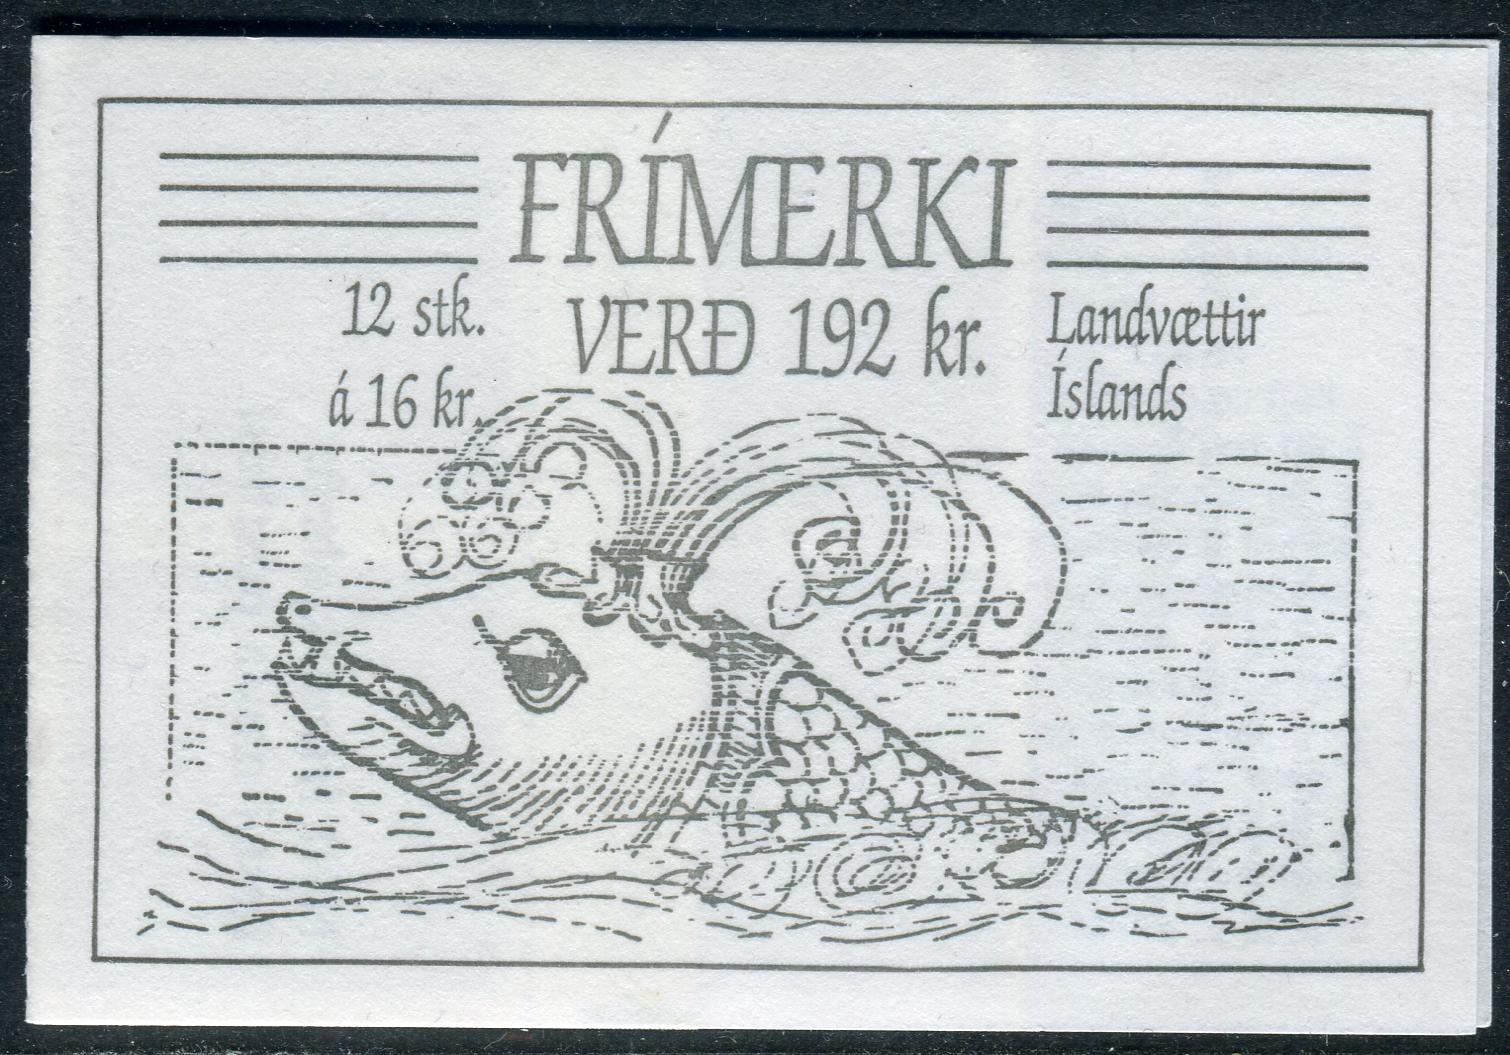 FRÍMERKI
12 stk.
á 16 kr.
VERÐ 192 kr.
Landvættir
Íslands